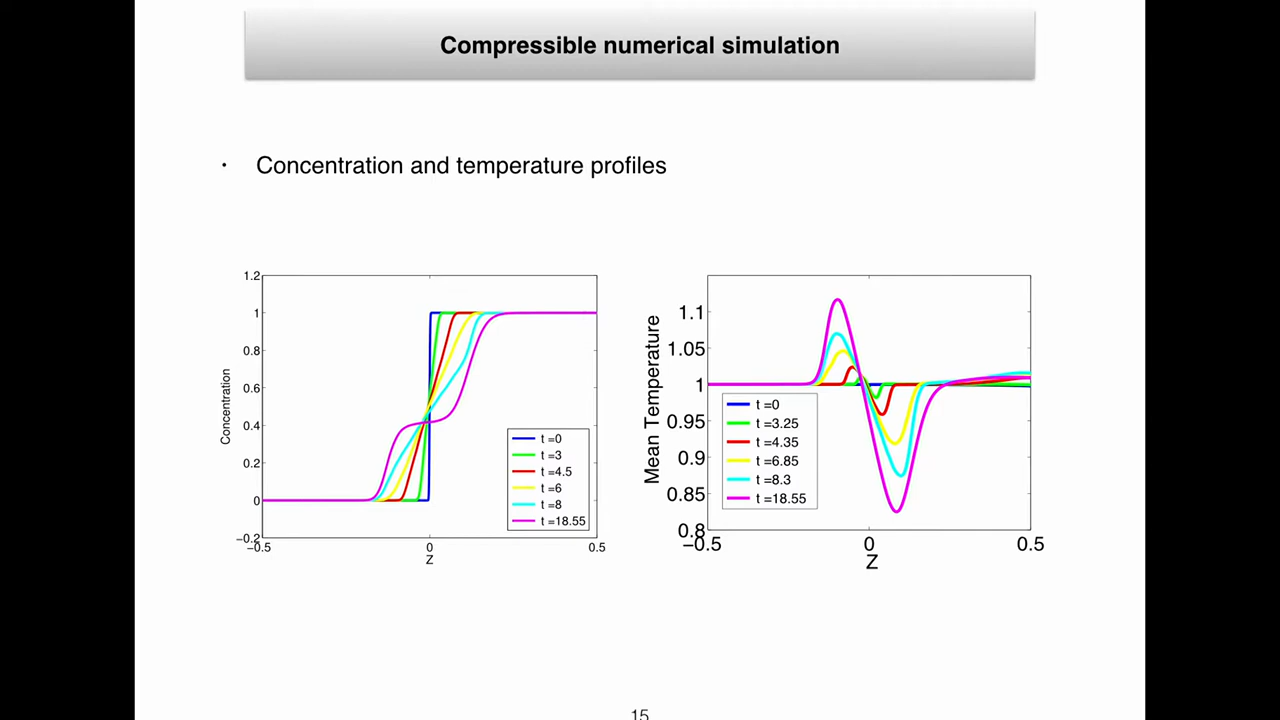 Compressible numerical simulation
· Concentration and temperature profiles
1.2
1
0.8
0.6
0.4
0.2
0
−0.2
Concentration
−0.5
0
0.5
Z
t =0
t =3
t =4.5
t =6
t =8
t =18.55
1.1
1.05
1
0.95
0.9
0.85
0.8
Mean Temperature
−0.5
0
0.5
Z
t =0
t =3.25
t =4.35
t =6.85
t =8.3
t =18.55
15